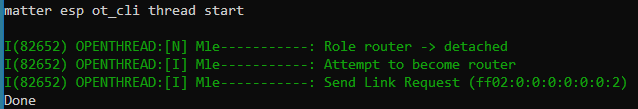 matter esp ot_cli thread start
I(82652) OPENTHREAD:[N] Mle-----------: Role router -> detached
I(82652) OPENTHREAD:[I] Mle-----------: Attempt to become router
I(82652) OPENTHREAD:[I] Mle-----------: Send Link Request (ff02:0:0:0:0:0:0:2)
Done